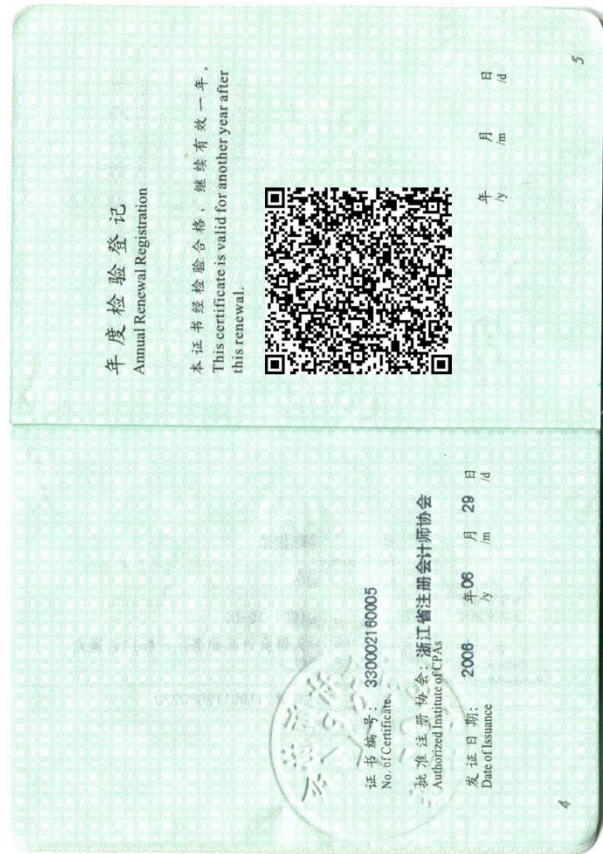 证书编号： 330002160005
No. of Certificate
批准注册协会： 浙江省注册会计师协会
Authorized Institute of CPAs
发证日期： 2006 年 06 月 29 日
Date of Issuance /y /m /d
4
年度检验登记
Annual Renewal Registration
本证书经检验合格，继续有效一年。
This certificate is valid for another year after
this renewal.
年 月 日
/y /m /d
5